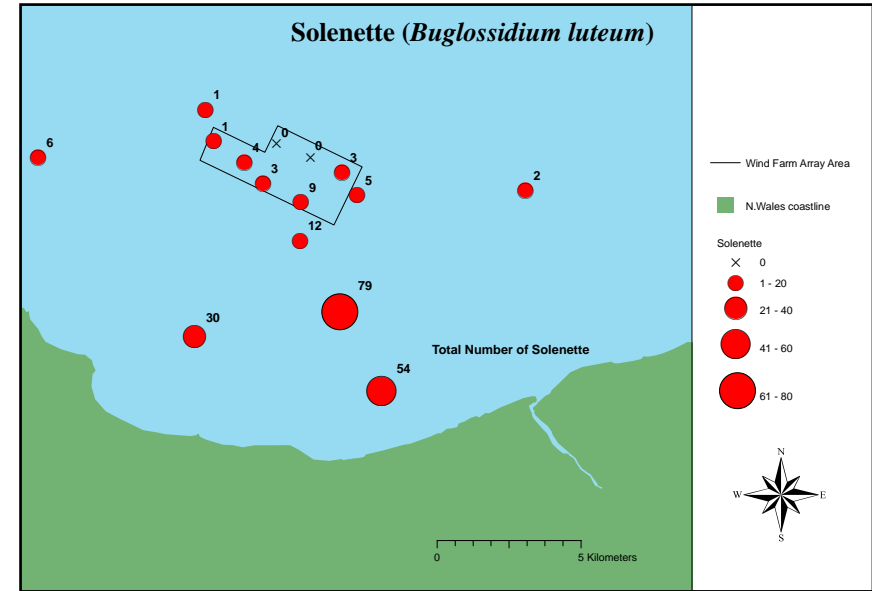 Solenette (Buglossidium luteum)
1
1
0
0
6
4
3
3
9
5
2
12
79
30
54
Total Number of Solenette
0
5 Kilometers
Wind Farm Array Area
N.Wales coastline
Solenette
0
1 - 20
21 - 40
41 - 60
61 - 80
N
W
E
S